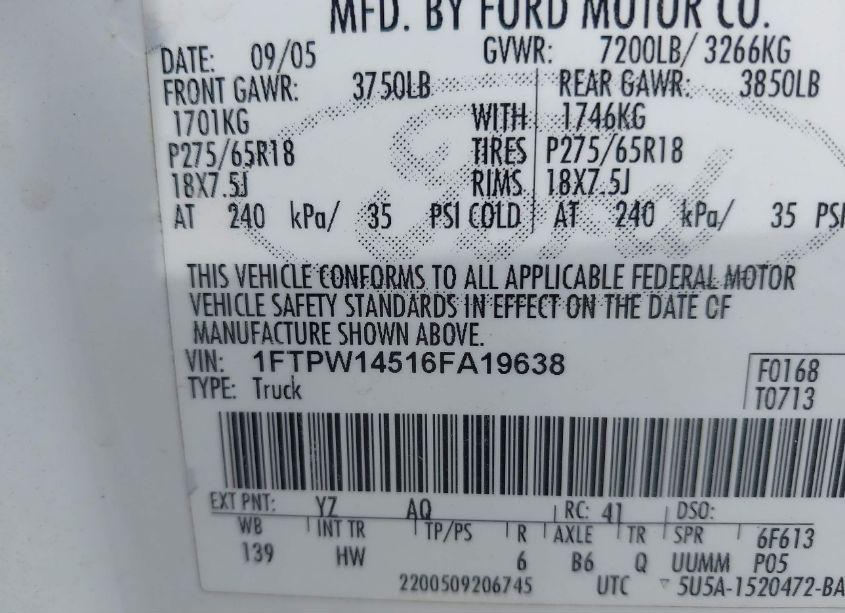 MFD. BY FORD MOTOR CO.
DATE: 09/05 GVWR: 7200LB/ 3266KG
FRONT GAWR: 3750LB REAR GAWR: 3850LB
1701KG WITH 1746KG
P275/65R18 TIRES P275/65R18
18X7.5J RIMS 18X7.5J
AT 240 kPa/ 35 PSI COLD AT 240 kPa/ 35 PSI
Ford
THIS VEHICLE CONFORMS TO ALL APPLICABLE FEDERAL MOTOR
VEHICLE SAFETY STANDARDS IN EFFECT ON THE DATE OF
MANUFACTURE SHOWN ABOVE.
VIN: 1FTPW14516FA19638 F0168
TYPE: Truck T0713
EXT PNT: YZ AQ RC: 41 DSO:
WB INT TR TP/PS R AXLE TR SPR 6F613
139 HW 6 B6 Q UUMM P05
2200509206745 UTC 5U5A-1520472-BA